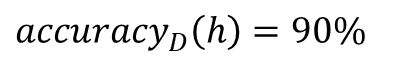 accuracy_D(h) = 90%